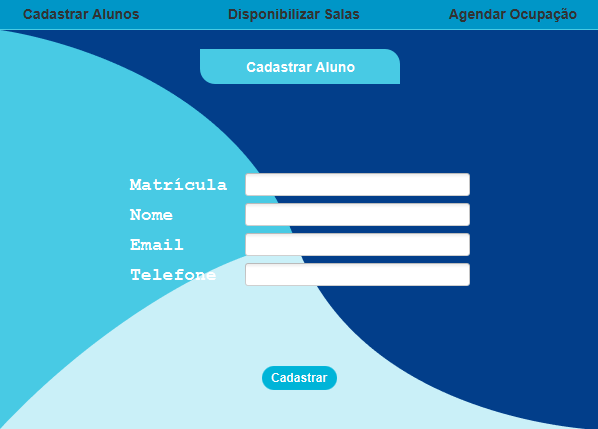 Cadastrar Alunos Disponibilizar Salas Agendar Ocupação
Cadastrar Aluno
Matrícula
Nome
Email
Telefone
Cadastrar